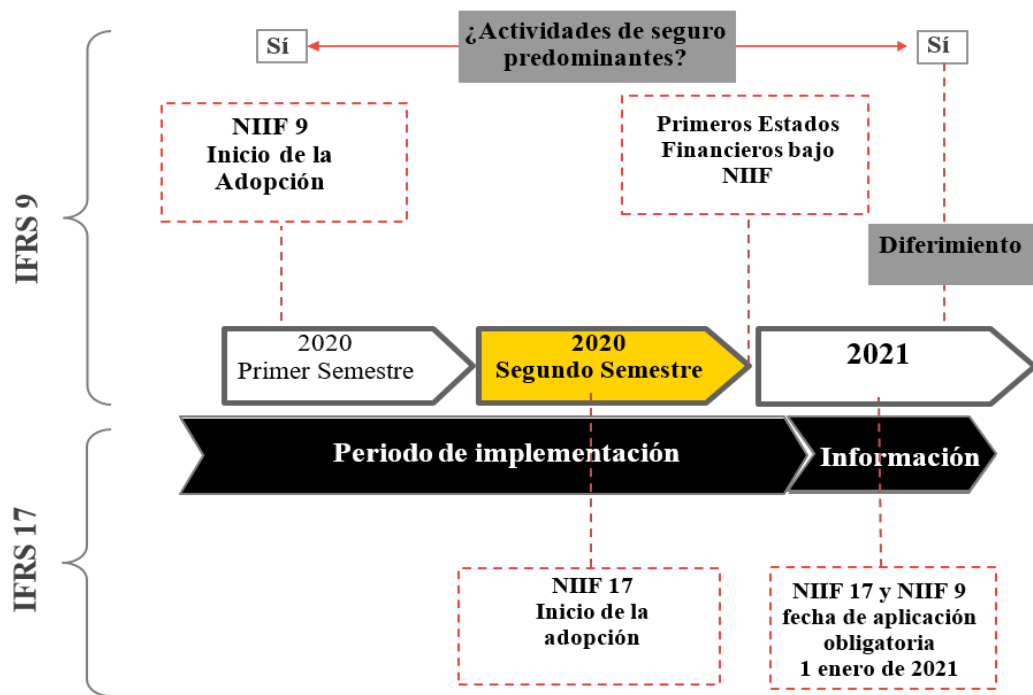 ¿Actividades de seguro
predominantes?
Sí
Sí
NIIF 9
Inicio de la
Adopción
Primeros Estados
Financieros bajo
NIIF
IFRS 9
Diferimiento
2020
Primer Semestre
2020
Segundo Semestre
2021
Periodo de implementación
Información
IFRS 17
NIIF 17
Inicio de la
adopción
NIIF 17 y NIIF 9
fecha de aplicación
obligatoria
1 enero de 2021